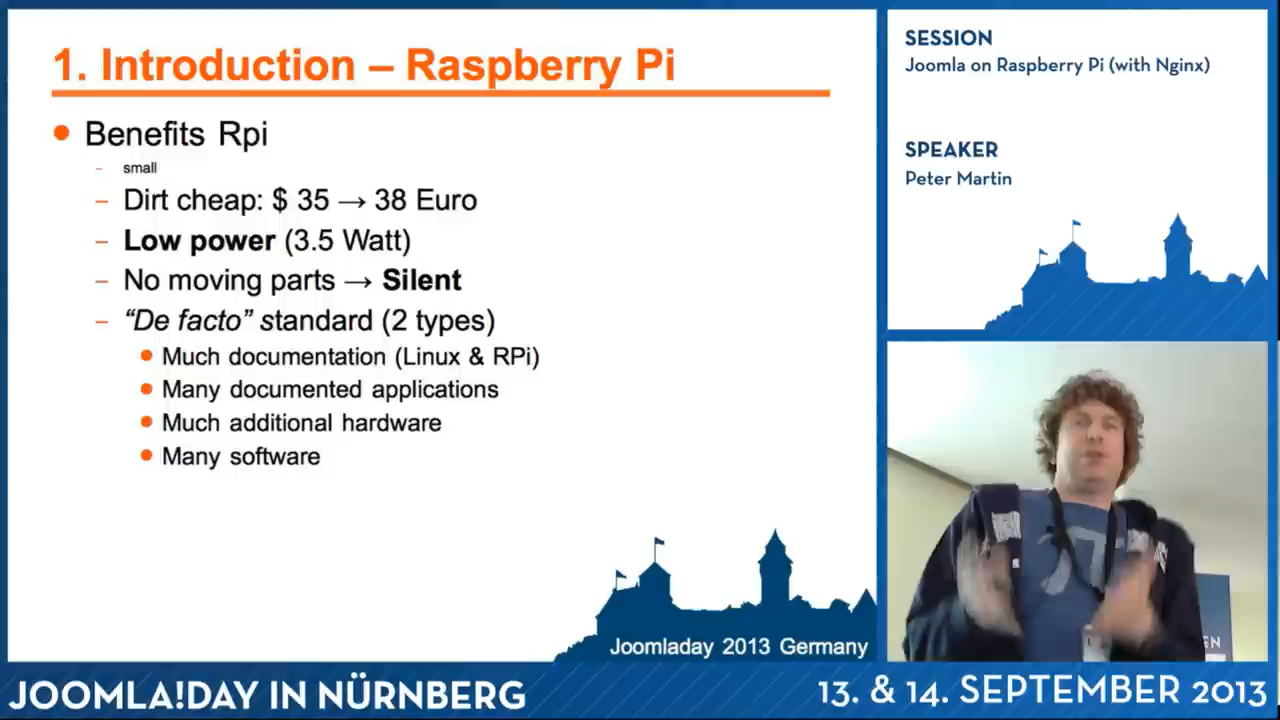 1. Introduction – Raspberry Pi
Benefits Rpi
small
Dirt cheap: $ 35 → 38 Euro
Low power (3.5 Watt)
No moving parts → Silent
“De facto” standard (2 types)
Much documentation (Linux & RPi)
Many documented applications
Much additional hardware
Many software
Joomladay 2013 Germany
SESSION
Joomla on Raspberry Pi (with Nginx)
SPEAKER
Peter Martin
JOOMLA!DAY IN NÜRNBERG
13. & 14. SEPTEMBER 2013